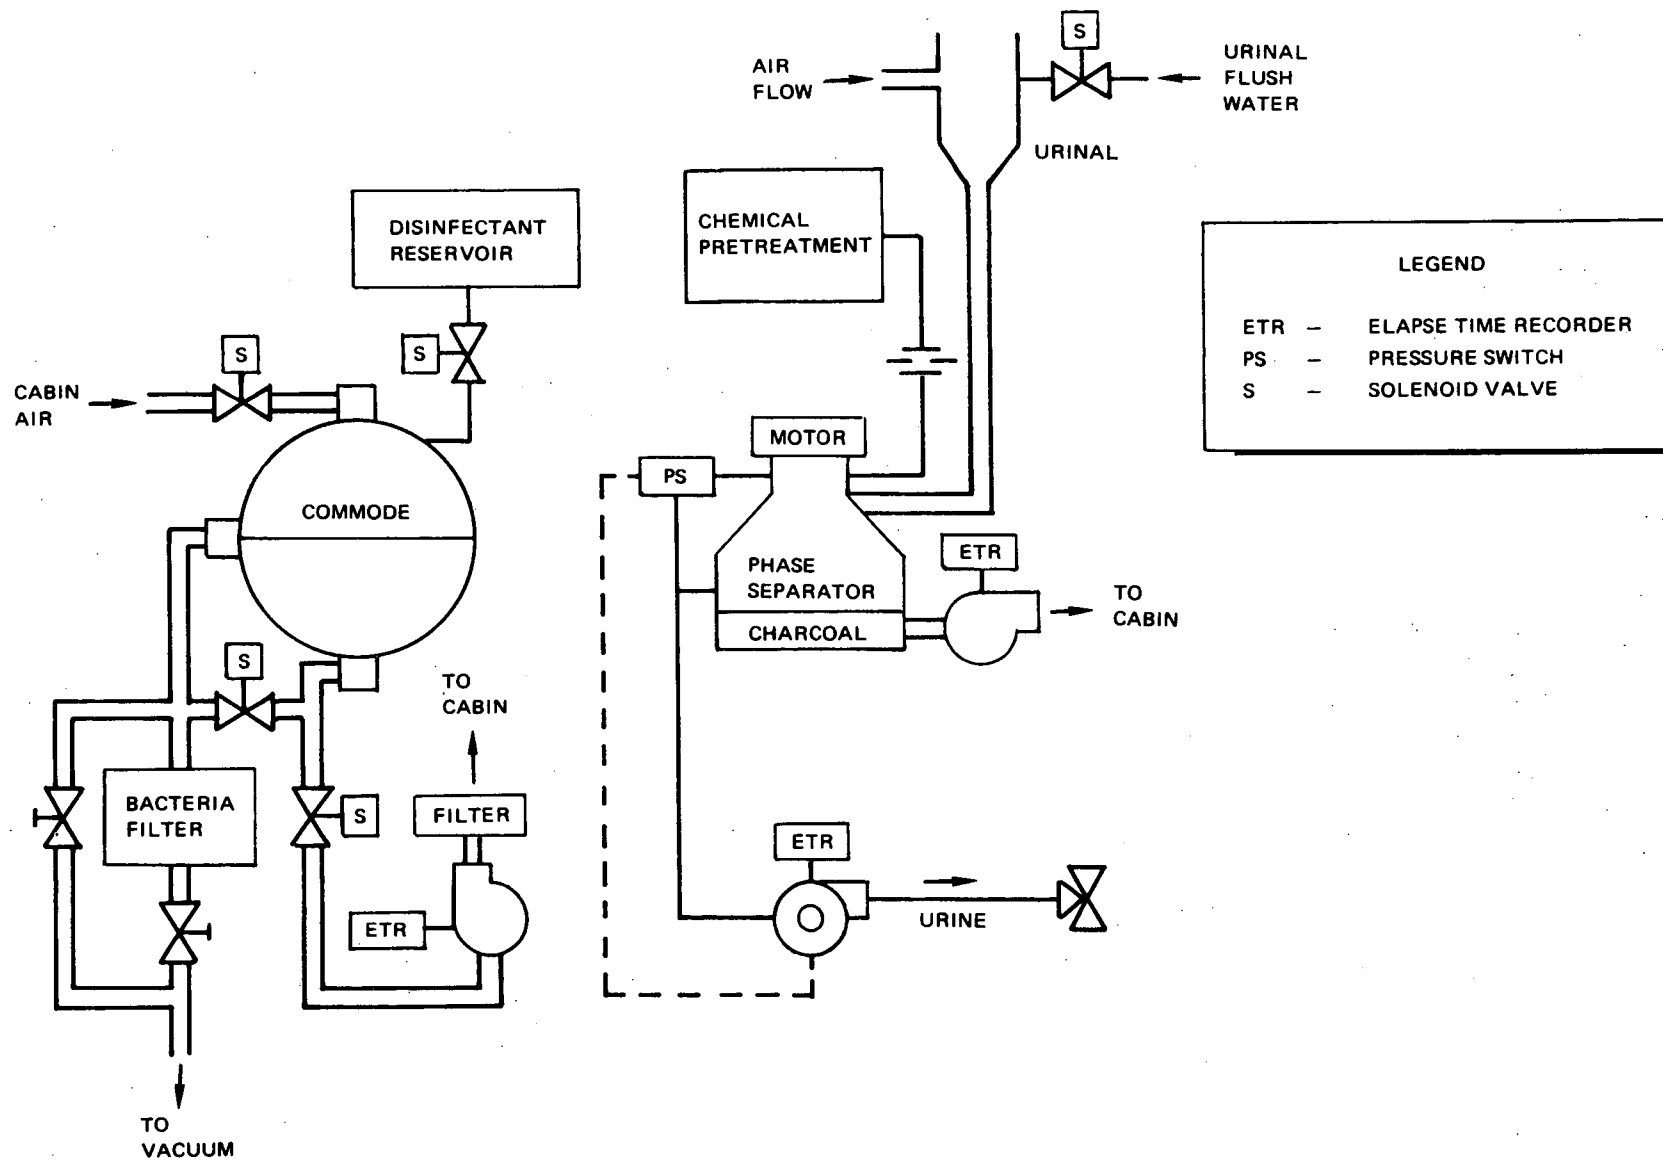 S
AIR
FLOW
URINAL
FLUSH
WATER
URINAL
DISINFECTANT
RESERVOIR
CHEMICAL
PRETREATMENT
LEGEND
ETR – ELAPSE TIME RECORDER
PS – PRESSURE SWITCH
S – SOLENOID VALVE
S
S
CABIN
AIR
MOTOR
PS
COMMODE
ETR
PHASE
SEPARATOR
CHARCOAL
TO
CABIN
S
TO
CABIN
BACTERIA
FILTER
S
FILTER
ETR
ETR
URINE
TO
VACUUM